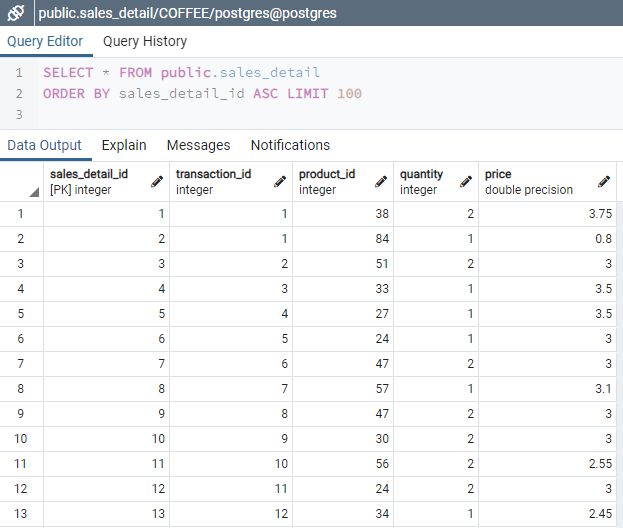 public.sales_detail/COFFEE/postgres@postgres
Query Editor Query History
1 SELECT * FROM public.sales_detail
2 ORDER BY sales_detail_id ASC LIMIT 100
3
Data Output Explain Messages Notifications
sales_detail_id transaction_id product_id quantity price
[PK] integer integer integer integer double precision
1 1 1 38 2 3.75
2 2 1 84 1 0.8
3 3 2 51 2 3
4 4 3 33 1 3.5
5 5 4 27 1 3.5
6 6 5 24 1 3
7 7 6 47 2 3
8 8 7 57 1 3.1
9 9 8 47 2 3
10 10 9 30 2 3
11 11 10 56 2 2.55
12 12 11 24 2 3
13 13 12 34 1 2.45